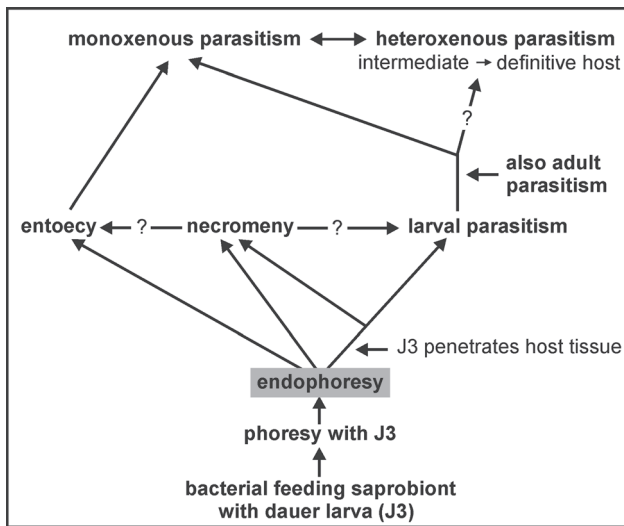 monoxenous parasitism
heteroxenous parasitism
intermediate → definitive host
?
also adult
parasitism
entoecy
?
necromeny
?
larval parasitism
J3 penetrates host tissue
endophoresy
phoresy with J3
bacterial feeding saprobiont
with dauer larva (J3)